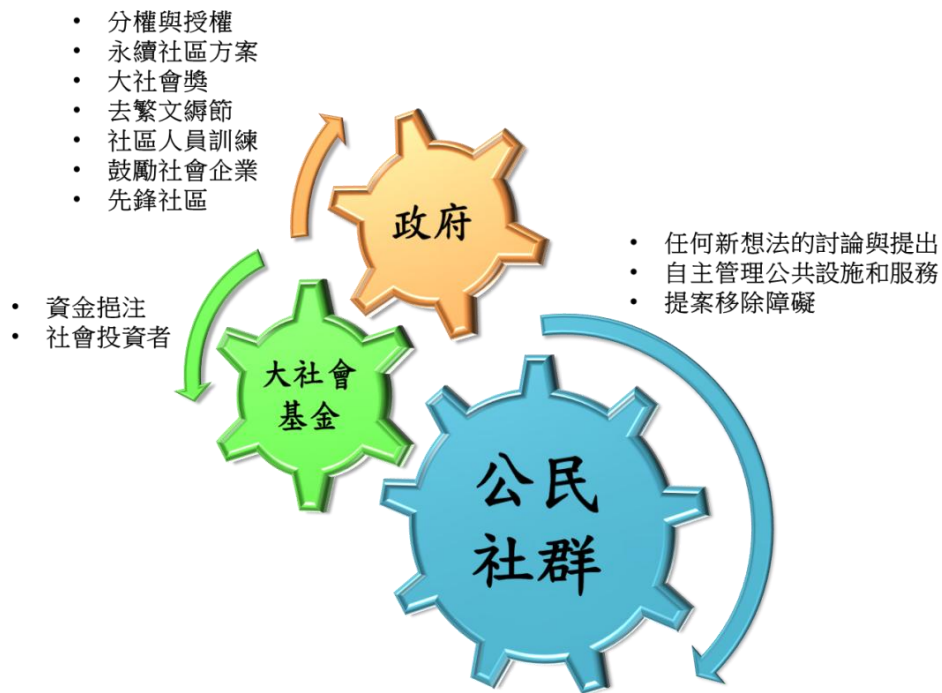 • 分權與授權
• 永續社區方案
• 大社會獎
• 去繁文縟節
• 社區人員訓練
• 鼓勵社會企業
• 先鋒社區
政府
• 任何新想法的討論與提出
• 自主管理公共設施和服務
• 提案移除障礙
• 資金挹注
• 社會投資者
大社會
基金
公民
社群